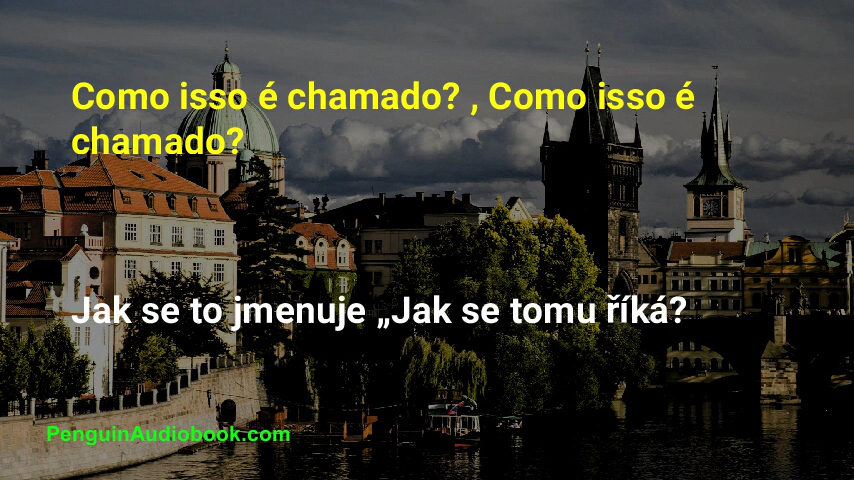 Como isso é chamado? , Como isso é
chamado?
Jak se to jmenuje „Jak se tomu říká?
PenguinAudiobook.com